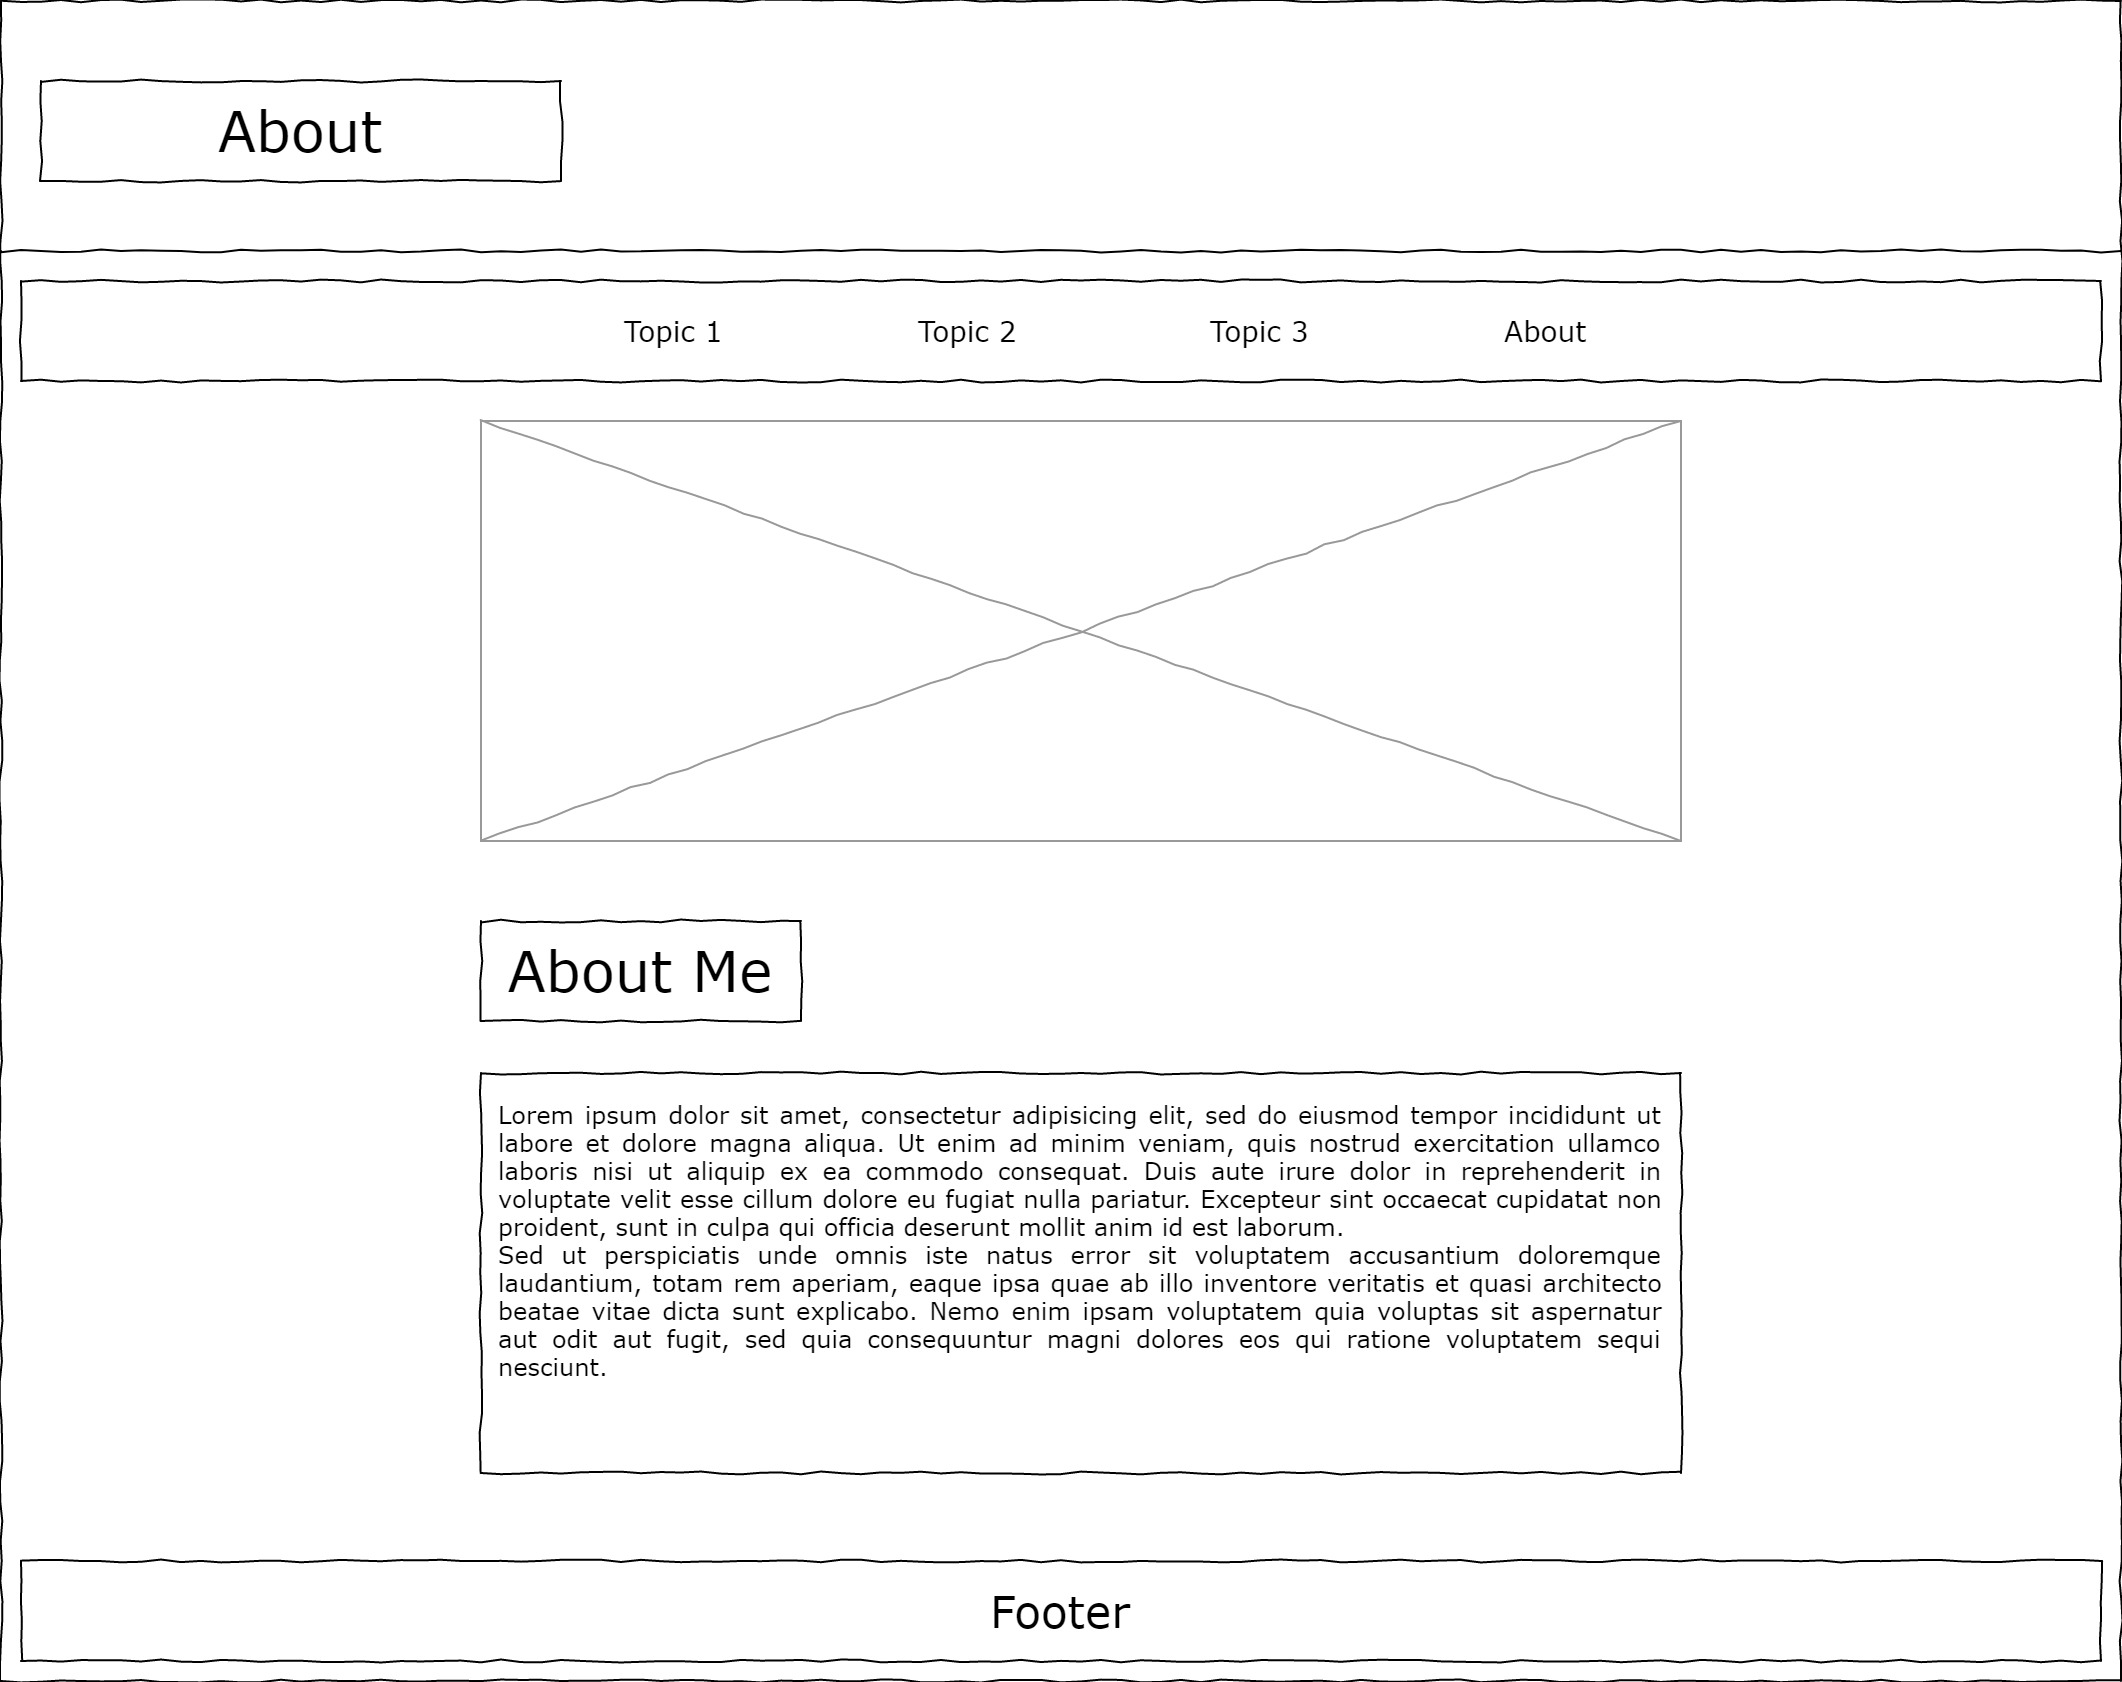 About
Topic 1 Topic 2 Topic 3 About
About Me
Lorem ipsum dolor sit amet, consectetur adipisicing elit, sed do eiusmod tempor incididunt ut
labore et dolore magna aliqua. Ut enim ad minim veniam, quis nostrud exercitation ullamco
laboris nisi ut aliquip ex ea commodo consequat. Duis aute irure dolor in reprehenderit in
voluptate velit esse cillum dolore eu fugiat nulla pariatur. Excepteur sint occaecat cupidatat non
proident, sunt in culpa qui officia deserunt mollit anim id est laborum.
Sed ut perspiciatis unde omnis iste natus error sit voluptatem accusantium doloremque
laudantium, totam rem aperiam, eaque ipsa quae ab illo inventore veritatis et quasi architecto
beatae vitae dicta sunt explicabo. Nemo enim ipsam voluptatem quia voluptas sit aspernatur
aut odit aut fugit, sed quia consequuntur magni dolores eos qui ratione voluptatem sequi
nesciunt.
Footer